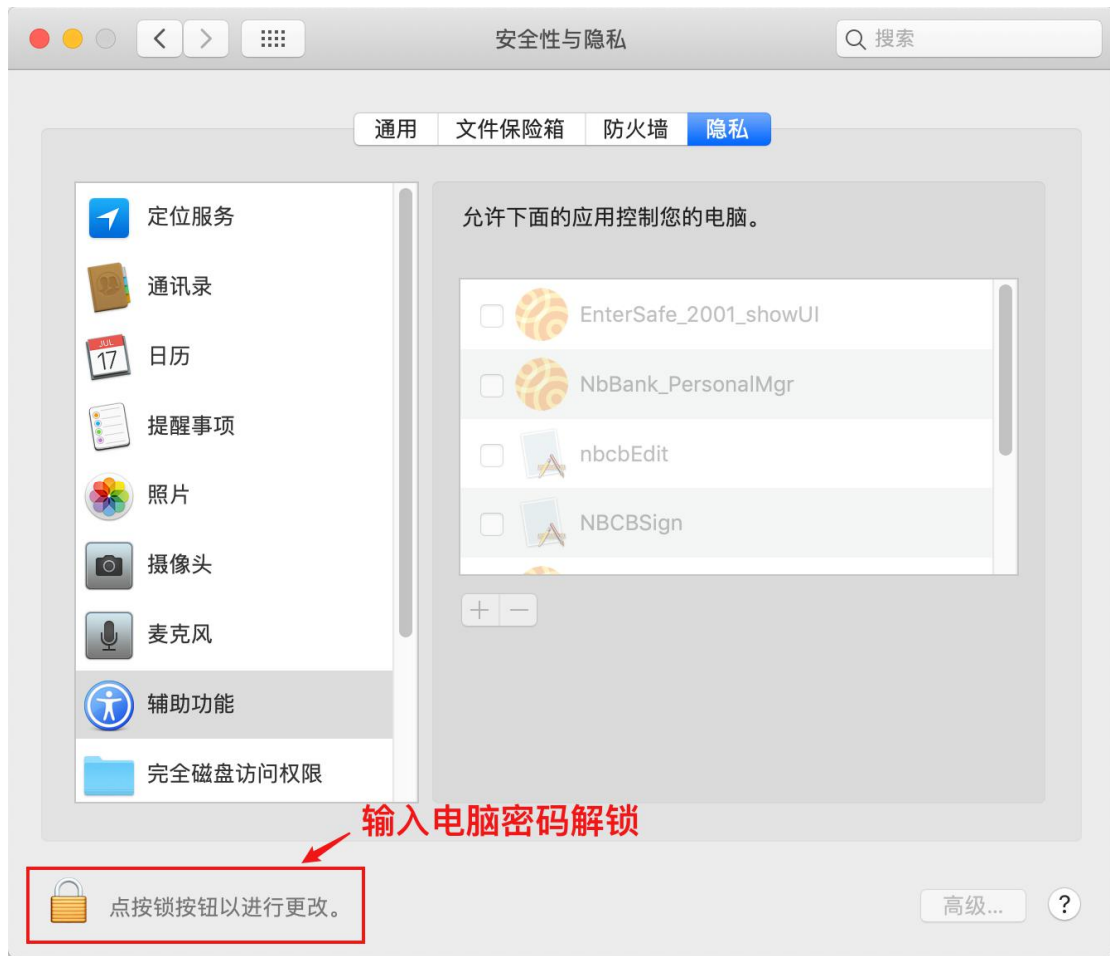 安全性与隐私
搜索
通用
文件保险箱
防火墙
隐私
定位服务
通讯录
JUL
17
日历
提醒事项
照片
摄像头
麦克风
辅助功能
完全磁盘访问权限
允许下面的应用控制您的电脑。
EnterSafe_2001_showUI
NbBank_PersonalMgr
nbcbEdit
NBCBSign
输入电脑密码解锁
点按锁按钮以进行更改。
高级...
?